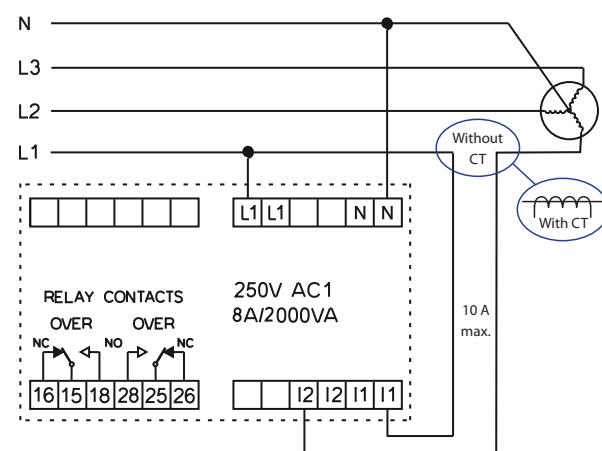 N
L3
L2
L1
Without
CT
With CT
L1 L1 N N
RELAY CONTACTS
OVER OVER
NC NO NC
16 15 18 28 25 26
250V AC1
8A/2000VA
10 A
max.
I2 I2 I1 I1